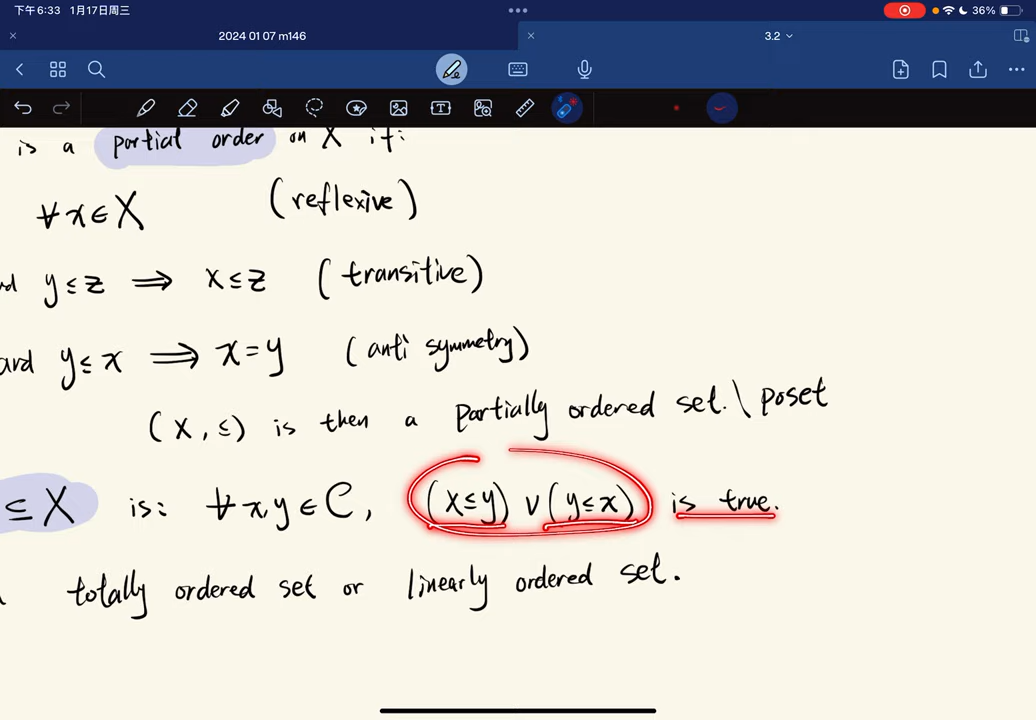 下午6:33 1月17日周三
36%
2024 01 07 m146
3.2
is a partial order on X if:
∀x∈X (reflexive)
y≤z ⟹ x≤z (transitive)
and y≤x ⟹ x=y (anti symmetry)
(X,≤) is then a Partially ordered set.\poset
⊆X is: ∀x,y∈C, (x≤y) ∨ (y≤x) is true.
totally ordered set or linearly ordered set.